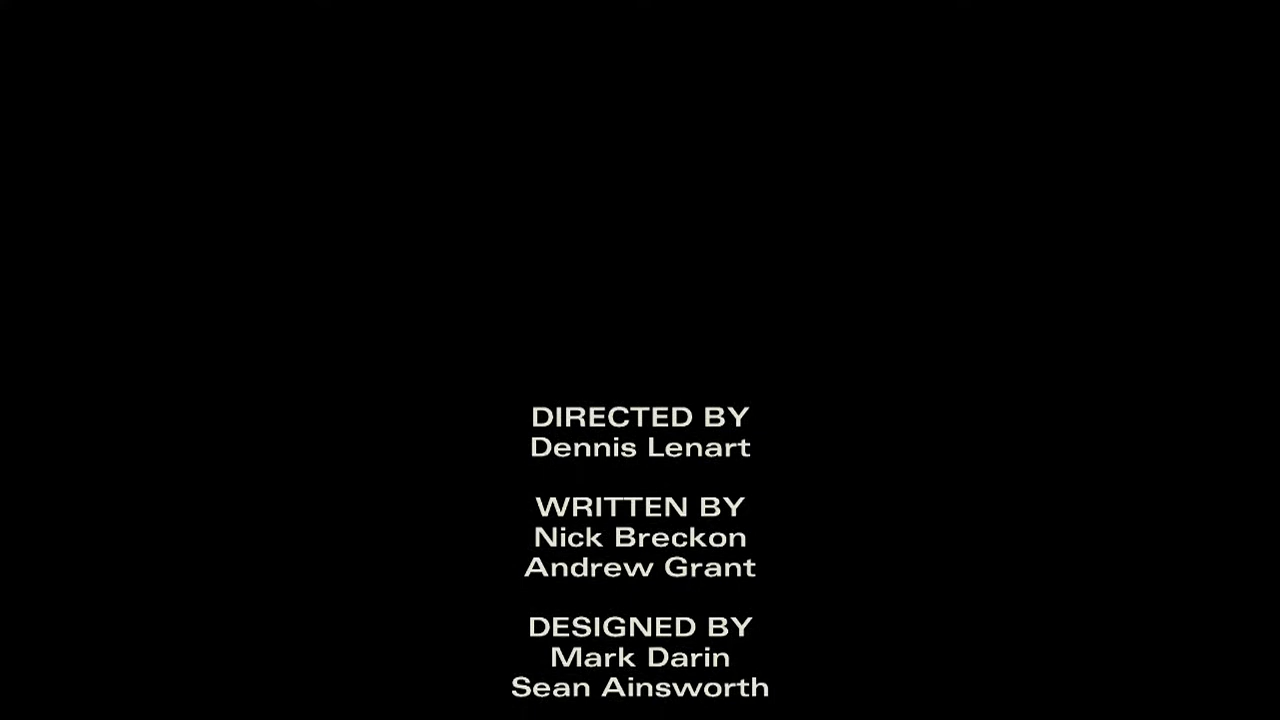 DIRECTED BY
Dennis Lenart
WRITTEN BY
Nick Breckon
Andrew Grant
DESIGNED BY
Mark Darin
Sean Ainsworth